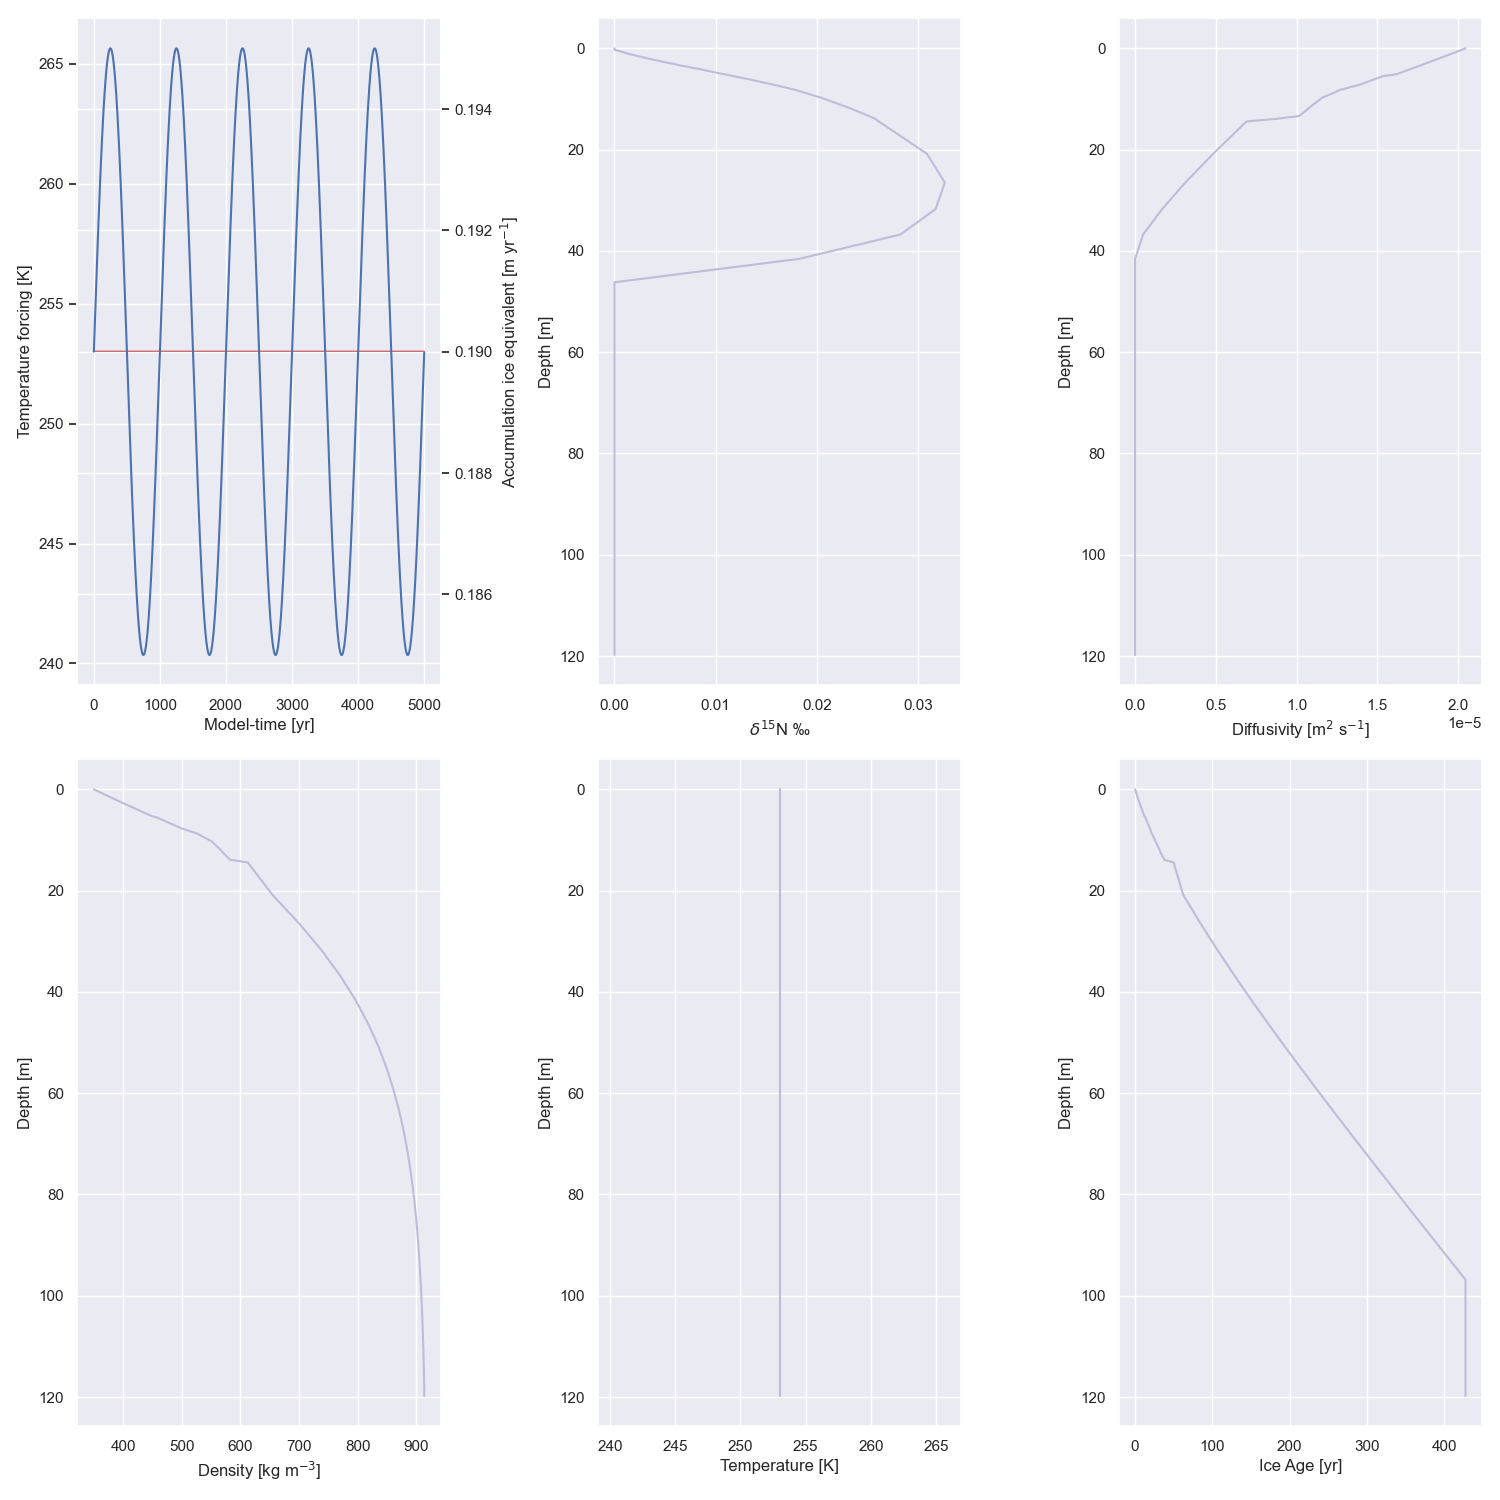 265
260
255
250
245
240
Temperature forcing [K]
0 1000 2000 3000 4000 5000
Model-time [yr]
0.194
0.192
0.190
0.188
0.186
Accumulation ice equivalent [m yr⁻¹]
0
20
40
60
80
100
120
Depth [m]
0.00 0.01 0.02 0.03
δ¹⁵N ‰
0
20
40
60
80
100
120
Depth [m]
0.0 0.5 1.0 1.5 2.0
1e−5
Diffusivity [m² s⁻¹]
0
20
40
60
80
100
120
Depth [m]
400 500 600 700 800 900
Density [kg m⁻³]
0
20
40
60
80
100
120
Depth [m]
240 245 250 255 260 265
Temperature [K]
0
20
40
60
80
100
120
Depth [m]
0 100 200 300 400
Ice Age [yr]